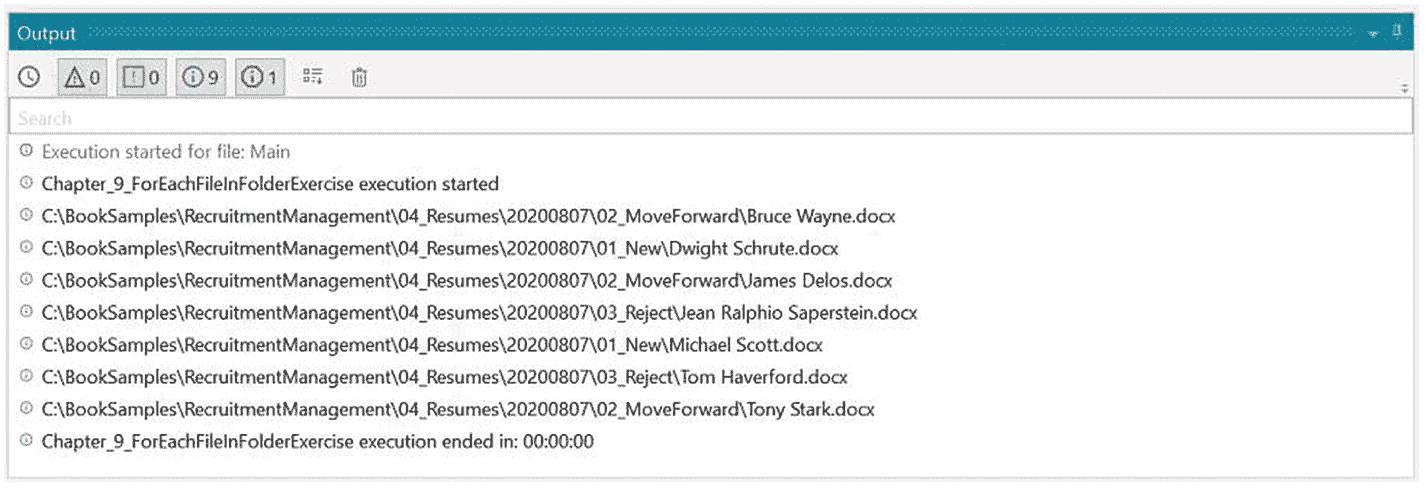 Output
0 0 9 1
Search
Execution started for file: Main
Chapter_9_ForEachFileInFolderExercise execution started
C:\BookSamples\RecruitmentManagement\04_Resumes\20200807\02_MoveForward\Bruce Wayne.docx
C:\BookSamples\RecruitmentManagement\04_Resumes\20200807\01_New\Dwight Schrute.docx
C:\BookSamples\RecruitmentManagement\04_Resumes\20200807\02_MoveForward\James Delos.docx
C:\BookSamples\RecruitmentManagement\04_Resumes\20200807\03_Reject\Jean Ralphio Saperstein.docx
C:\BookSamples\RecruitmentManagement\04_Resumes\20200807\01_New\Michael Scott.docx
C:\BookSamples\RecruitmentManagement\04_Resumes\20200807\03_Reject\Tom Haverford.docx
C:\BookSamples\RecruitmentManagement\04_Resumes\20200807\02_MoveForward\Tony Stark.docx
Chapter_9_ForEachFileInFolderExercise execution ended in: 00:00:00